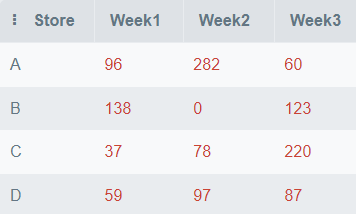 Store Week1 Week2 Week3
A 96 282 60
B 138 0 123
C 37 78 220
D 59 97 87